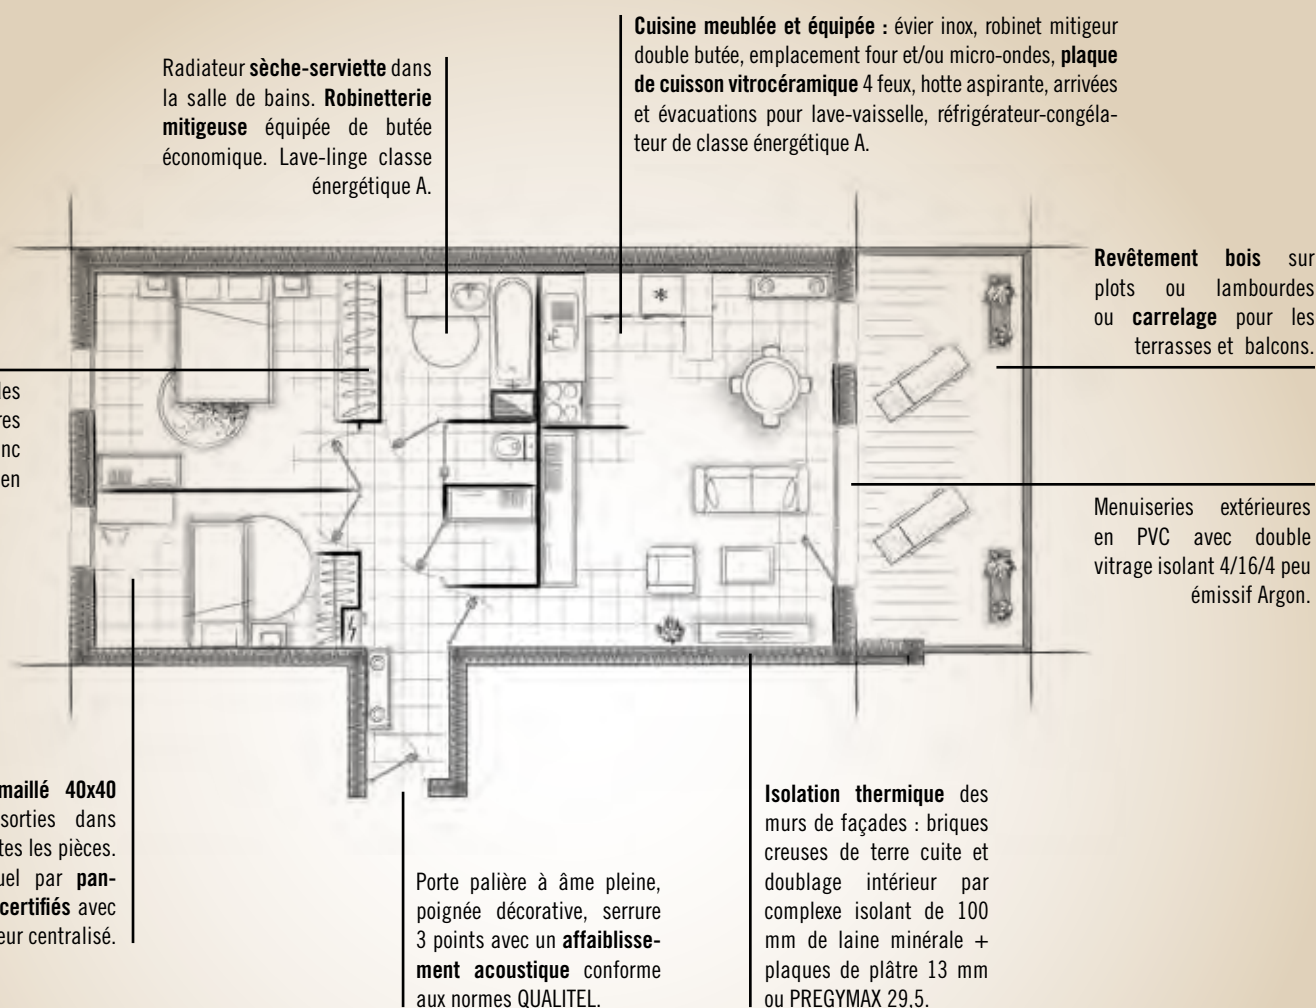 Cuisine meublée et équipée : évier inox, robinet mitigeur
double butée, emplacement four et/ou micro-ondes, plaque
de cuisson vitrocéramique 4 feux, hotte aspirante, arrivées
et évacuations pour lave-vaisselle, réfrigérateur-congéla-
teur de classe énergétique A.
Radiateur sèche-serviette dans
la salle de bains. Robinetterie
mitigeuse équipée de butée
économique. Lave-linge classe
énergétique A.
Revêtement bois sur
plots ou lambourdes
ou carrelage pour les
terrasses et balcons.
Menuiseries extérieures
en PVC avec double
vitrage isolant 4/16/4 peu
émissif Argon.
en
40x40
sorties dans
les pièces.
par pan-
certifiés avec
centralisé.
Porte palière à âme pleine,
poignée décorative, serrure
3 points avec un affaiblisse-
ment acoustique conforme
aux normes QUALITEL.
Isolation thermique des
murs de façades : briques
creuses de terre cuite et
doublage intérieur par
complexe isolant de 100
mm de laine minérale +
plaques de plâtre 13 mm
ou PREGYMAX 29,5.